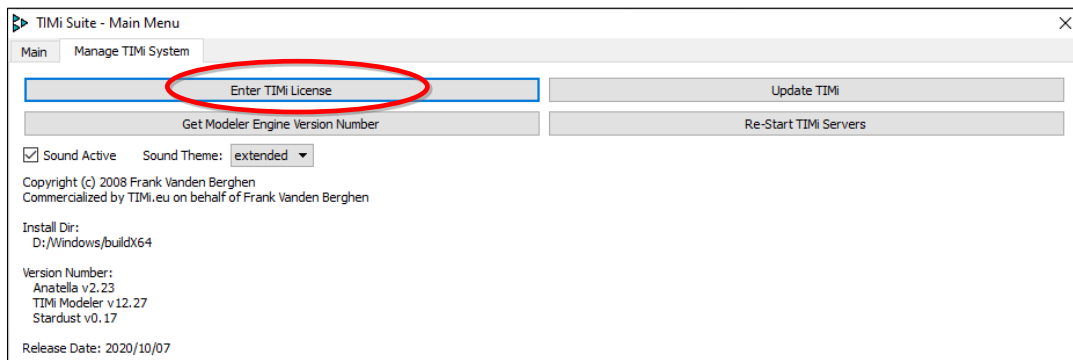 TIMi Suite - Main Menu
Main Manage TIMi System
Enter TIMi License Update TIMi
Get Modeler Engine Version Number Re-Start TIMi Servers
Sound Active Sound Theme: extended
Copyright (c) 2008 Frank Vanden Berghen
Commercialized by TIMi.eu on behalf of Frank Vanden Berghen
Install Dir:
D:/Windows/buildX64
Version Number:
Anatella v2.23
TIMi Modeler v12.27
Stardust v0.17
Release Date: 2020/10/07